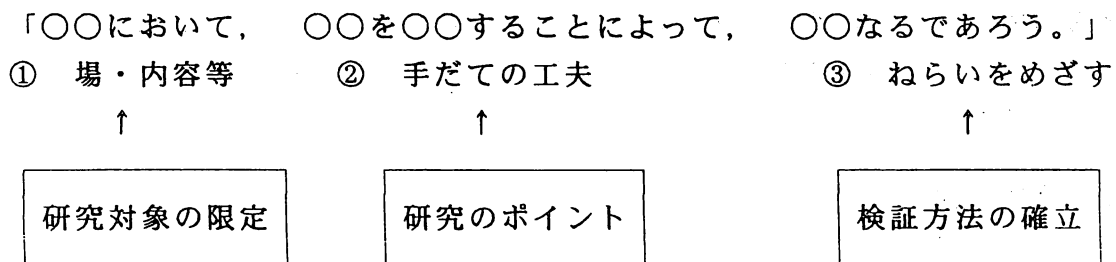 「○○において，　○○を○○することによって，　○○なるであろう。」
①　場・内容等　②　手だての工夫　③　ねらいをめざす
↑　↑　↑
研究対象の限定　研究のポイント　検証方法の確立